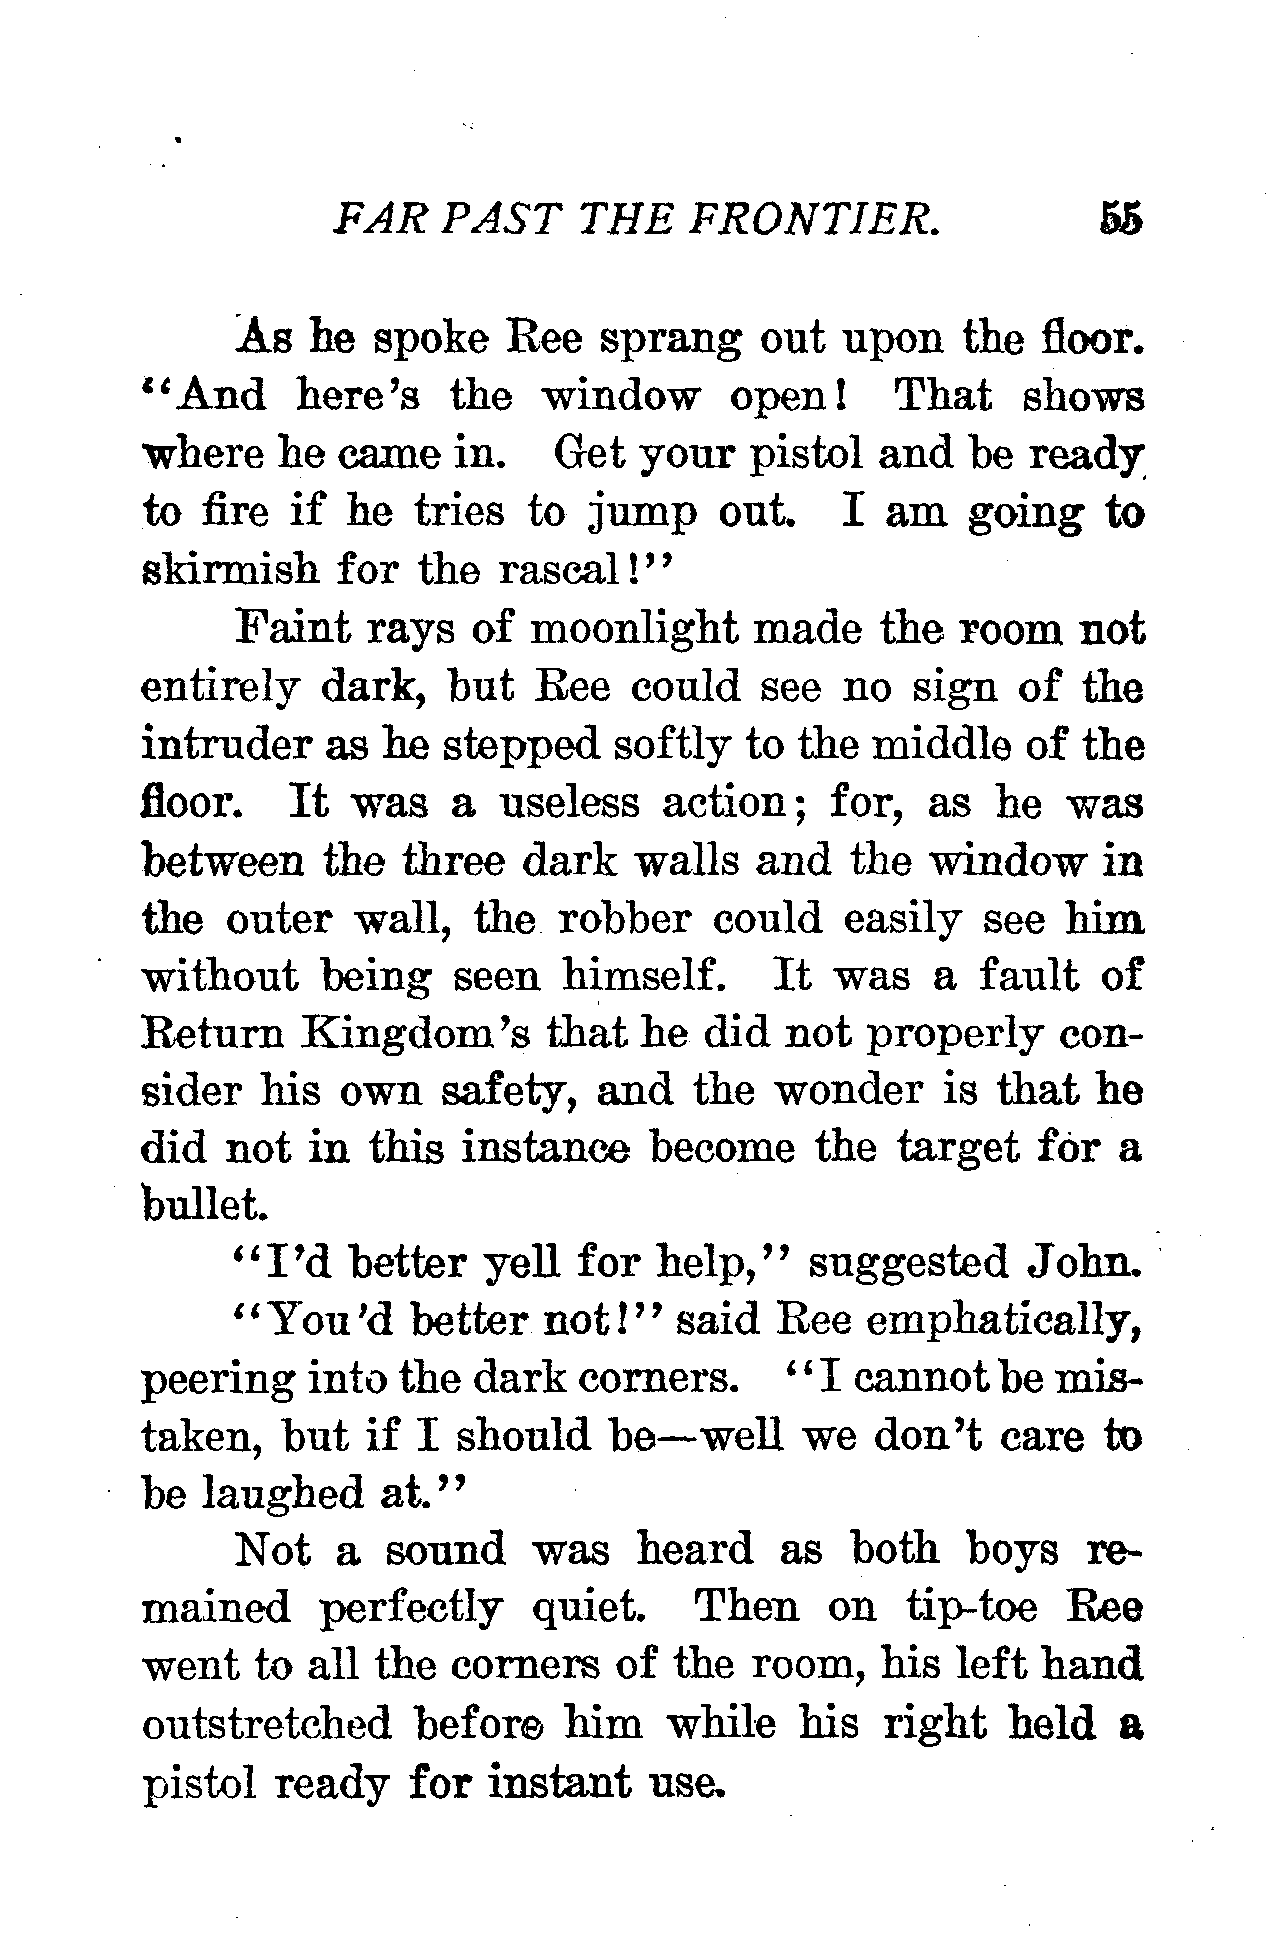 FAR PAST THE FRONTIER. 55
As he spoke Ree sprang out upon the floor.
"And here's the window open! That shows
where he came in. Get your pistol and be ready
to fire if he tries to jump out. I am going to
skirmish for the rascal!"
Faint rays of moonlight made the room not
entirely dark, but Ree could see no sign of the
intruder as he stepped softly to the middle of the
floor. It was a useless action; for, as he was
between the three dark walls and the window in
the outer wall, the robber could easily see him
without being seen himself. It was a fault of
Return Kingdom's that he did not properly con-
sider his own safety, and the wonder is that he
did not in this instance become the target for a
bullet.
"I'd better yell for help," suggested John.
"You'd better not!" said Ree emphatically,
peering into the dark corners. "I cannot be mis-
taken, but if I should be—well we don't care to
be laughed at."
Not a sound was heard as both boys re-
mained perfectly quiet. Then on tip-toe Ree
went to all the corners of the room, his left hand
outstretched before him while his right held a
pistol ready for instant use.